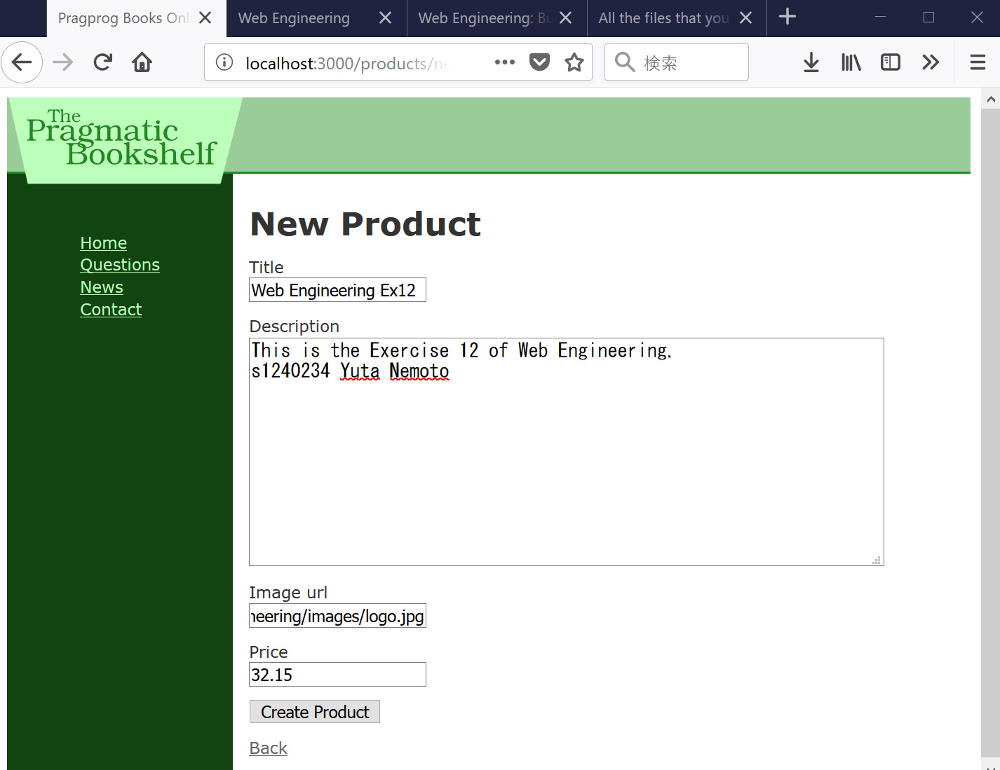 Pragprog Books Onli
Web Engineering
Web Engineering: Bu
All the files that you
localhost:3000/products/ne
検索
The
Pragmatic
Bookshelf
Home
Questions
News
Contact
New Product
Title
Web Engineering Ex12
Description
This is the Exercise 12 of Web Engineering.
s1240234 Yuta Nemoto
Image url
neering/images/logo.jpg
Price
32.15
Create Product
Back